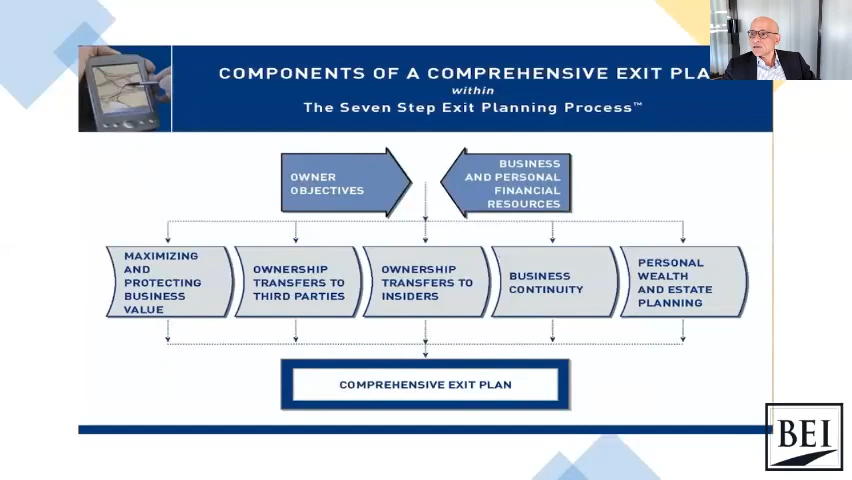 COMPONENTS OF A COMPREHENSIVE EXIT PLA
within
The Seven Step Exit Planning Process™
OWNER
OBJECTIVES
BUSINESS
AND PERSONAL
FINANCIAL
RESOURCES
MAXIMIZING
AND
PROTECTING
BUSINESS
VALUE
OWNERSHIP
TRANSFERS TO
THIRD PARTIES
OWNERSHIP
TRANSFERS TO
INSIDERS
BUSINESS
CONTINUITY
PERSONAL
WEALTH
AND ESTATE
PLANNING
COMPREHENSIVE EXIT PLAN
BEI